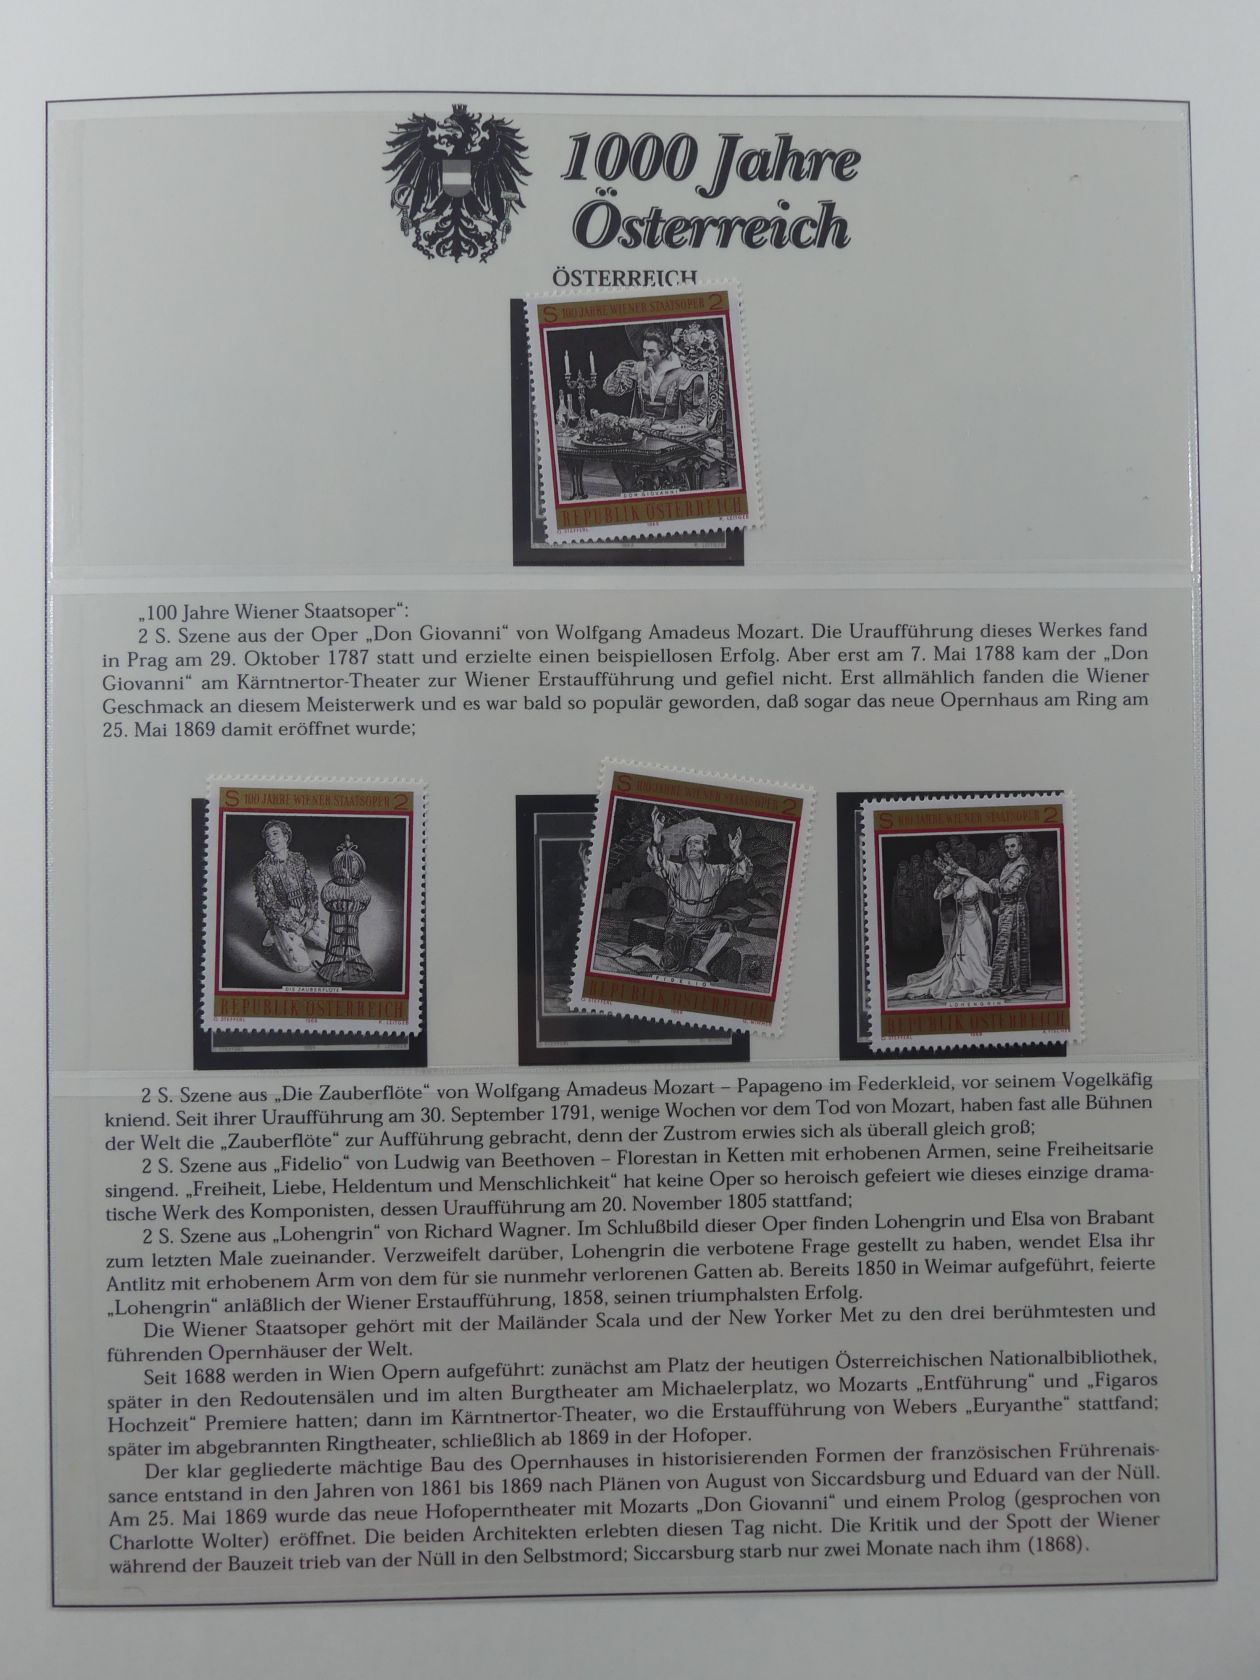 1000 Jahre
Österreich
ÖSTERREICH
S 100 JAHRE WIENER STAATSOPER 2
DON GIOVANNI
REPUBLIK ÖSTERREICH
G. STEFFERL 1969 K. LEITGEB
„100 Jahre Wiener Staatsoper“:
2 S. Szene aus der Oper „Don Giovanni“ von Wolfgang Amadeus Mozart. Die Uraufführung dieses Werkes fand
in Prag am 29. Oktober 1787 statt und erzielte einen beispiellosen Erfolg. Aber erst am 7. Mai 1788 kam der „Don
Giovanni“ am Kärntnertor-Theater zur Wiener Erstaufführung und gefiel nicht. Erst allmählich fanden die Wiener
Geschmack an diesem Meisterwerk und es war bald so populär geworden, daß sogar das neue Opernhaus am Ring am
25. Mai 1869 damit eröffnet wurde;
S 100 JAHRE WIENER STAATSOPER 2
DIE ZAUBERFLÖTE
REPUBLIK ÖSTERREICH
G. STEFFERL 1969 K. LEITGEB
S 100 JAHRE WIENER STAATSOPER 2
FIDELIO
REPUBLIK ÖSTERREICH
G. STEFFERL 1969
S 100 JAHRE WIENER STAATSOPER 2
LOHENGRIN
REPUBLIK ÖSTERREICH
G. STEFFERL 1969
2 S. Szene aus „Die Zauberflöte“ von Wolfgang Amadeus Mozart – Papageno im Federkleid, vor seinem Vogelkäfig
kniend. Seit ihrer Uraufführung am 30. September 1791, wenige Wochen vor dem Tod von Mozart, haben fast alle Bühnen
der Welt die „Zauberflöte“ zur Aufführung gebracht, denn der Zustrom erwies sich als überall gleich groß;
2 S. Szene aus „Fidelio“ von Ludwig van Beethoven – Florestan in Ketten mit erhobenen Armen, seine Freiheitsarie
singend. „Freiheit, Liebe, Heldentum und Menschlichkeit“ hat keine Oper so heroisch gefeiert wie dieses einzige drama-
tische Werk des Komponisten, dessen Uraufführung am 20. November 1805 stattfand;
2 S. Szene aus „Lohengrin“ von Richard Wagner. Im Schlußbild dieser Oper finden Lohengrin und Elsa von Brabant
zum letzten Male zueinander. Verzweifelt darüber, Lohengrin die verbotene Frage gestellt zu haben, wendet Elsa ihr
Antlitz mit erhobenem Arm von dem für sie nunmehr verlorenen Gatten ab. Bereits 1850 in Weimar aufgeführt, feierte
„Lohengrin“ anläßlich der Wiener Erstaufführung, 1858, seinen triumphalsten Erfolg.
Die Wiener Staatsoper gehört mit der Mailänder Scala und der New Yorker Met zu den drei berühmtesten und
führenden Opernhäuser der Welt.
Seit 1688 werden in Wien Opern aufgeführt: zunächst am Platz der heutigen Österreichischen Nationalbibliothek,
später in den Redoutensälen und im alten Burgtheater am Michaelerplatz, wo Mozarts „Entführung“ und „Figaros
Hochzeit“ Premiere hatten; dann im Kärntnertor-Theater, wo die Erstaufführung von Webers „Euryanthe“ stattfand;
später im abgebrannten Ringtheater, schließlich ab 1869 in der Hofoper.
Der klar gegliederte mächtige Bau des Opernhauses in historisierenden Formen der französischen Frührenais-
sance entstand in den Jahren von 1861 bis 1869 nach Plänen von August von Siccardsburg und Eduard van der Nüll.
Am 25. Mai 1869 wurde das neue Hofoperntheater mit Mozarts „Don Giovanni“ und einem Prolog (gesprochen von
Charlotte Wolter) eröffnet. Die beiden Architekten erlebten diesen Tag nicht. Die Kritik und der Spott der Wiener
während der Bauzeit trieb van der Nüll in den Selbstmord; Siccarsburg starb nur zwei Monate nach ihm (1868).